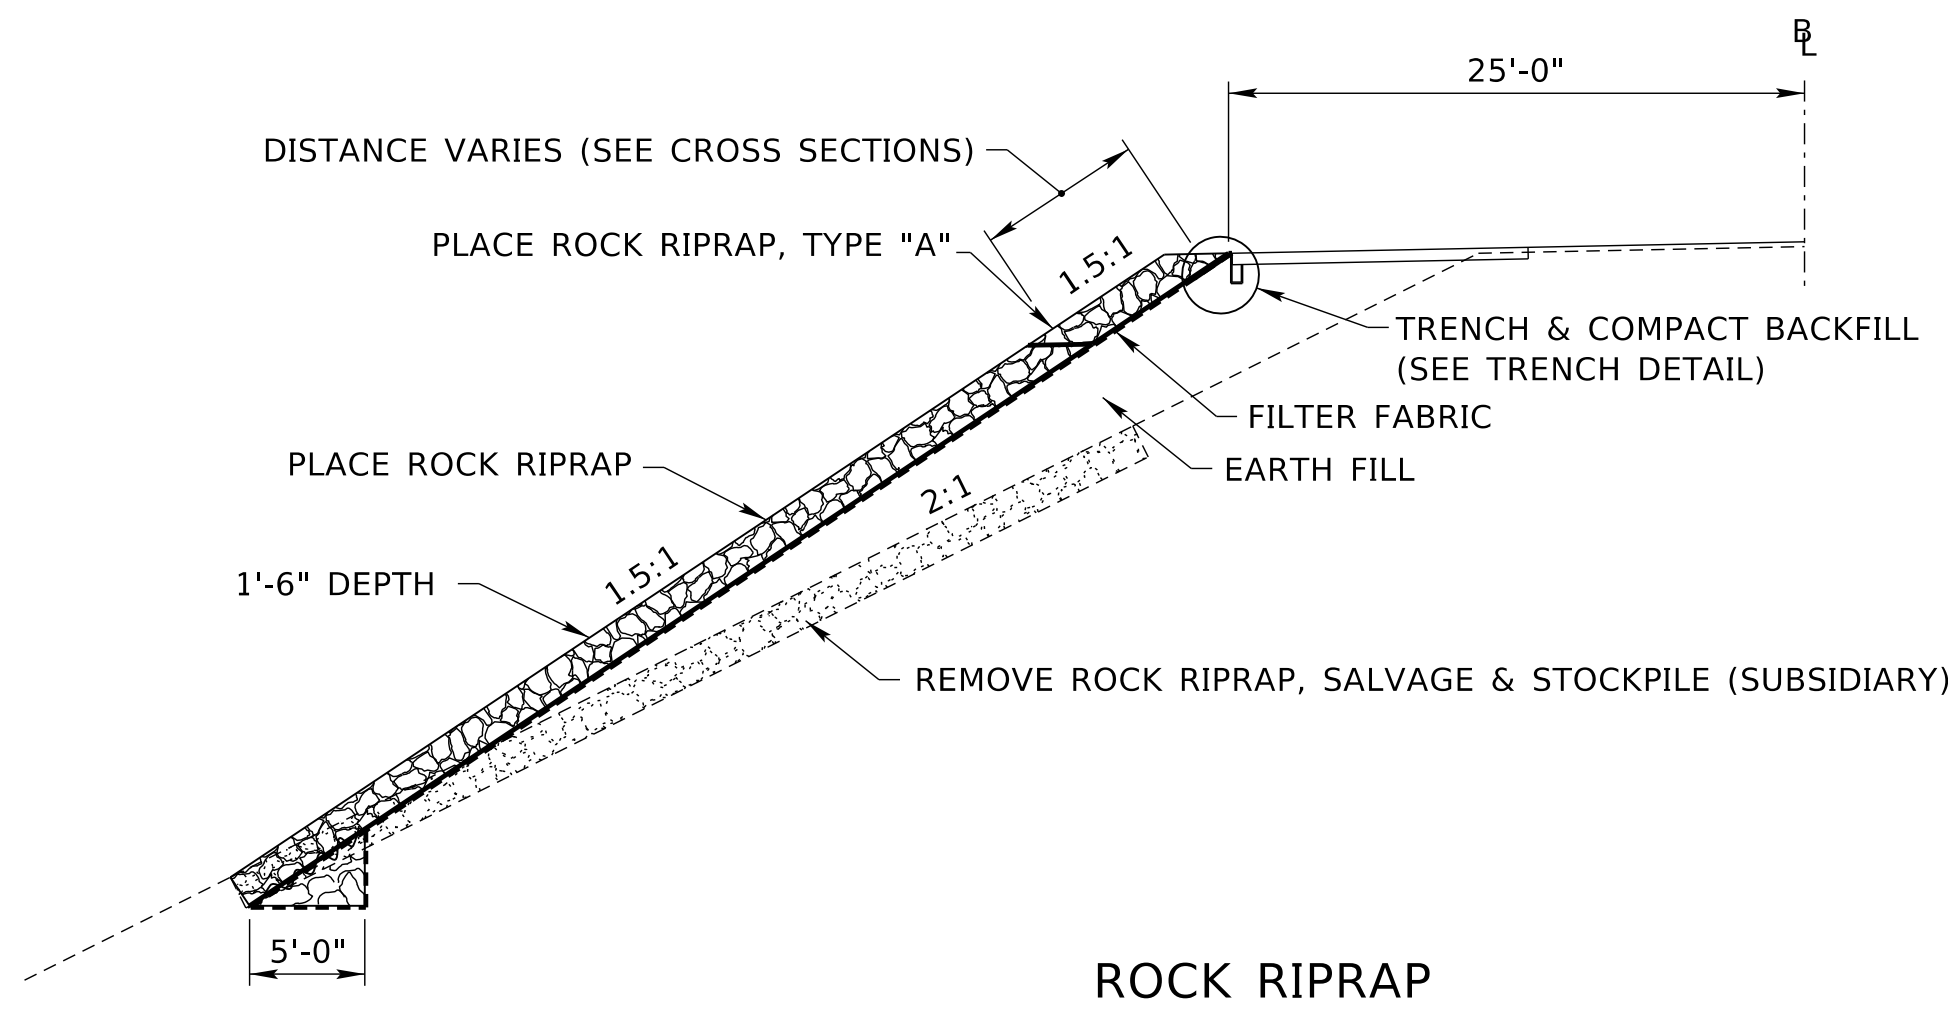 BL
25'-0"
DISTANCE VARIES (SEE CROSS SECTIONS)
PLACE ROCK RIPRAP, TYPE "A"
1.5:1
TRENCH & COMPACT BACKFILL
(SEE TRENCH DETAIL)
FILTER FABRIC
EARTH FILL
PLACE ROCK RIPRAP
2:1
1.5:1
1'-6" DEPTH
REMOVE ROCK RIPRAP, SALVAGE & STOCKPILE (SUBSIDIARY)
5'-0"
ROCK RIPRAP